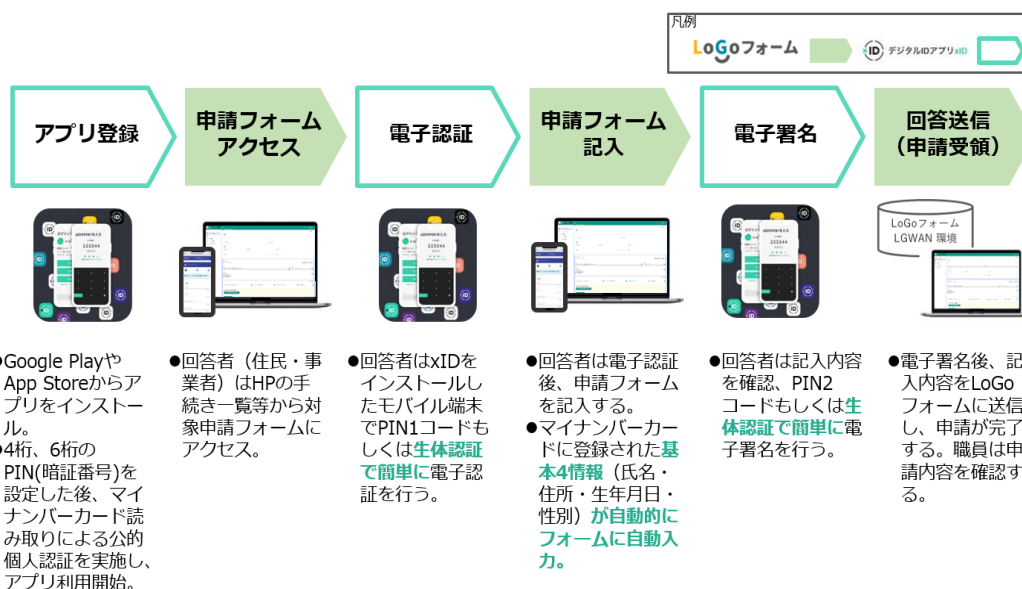 凡例
LoGoフォーム
ID デジタルIDアプリxID
アプリ登録
申請フォーム
アクセス
電子認証
申請フォーム
記入
電子署名
回答送信
（申請受領）
LoGoフォーム
LGWAN 環境
●Google Playや
App Storeからア
プリをインストー
ル。
●4桁、6桁の
PIN(暗証番号)を
設定した後、マイ
ナンバーカード読
み取りによる公的
個人認証を実施し、
アプリ利用開始。
●回答者（住民・事
業者）はHPの手
続き一覧等から対
象申請フォームに
アクセス。
●回答者はxIDを
インストールし
たモバイル端末
でPIN1コードも
しくは生体認証
で簡単に電子認
証を行う。
●回答者は電子認証
後、申請フォーム
を記入する。
●マイナンバーカー
ドに登録された基
本4情報（氏名・
住所・生年月日・
性別）が自動的に
フォームに自動入
力。
●回答者は記入内容
を確認、PIN2
コードもしくは生
体認証で簡単に電
子署名を行う。
●電子署名後、記
入内容をLoGo
フォームに送信
し、申請が完了
する。職員は申
請内容を確認す
る。